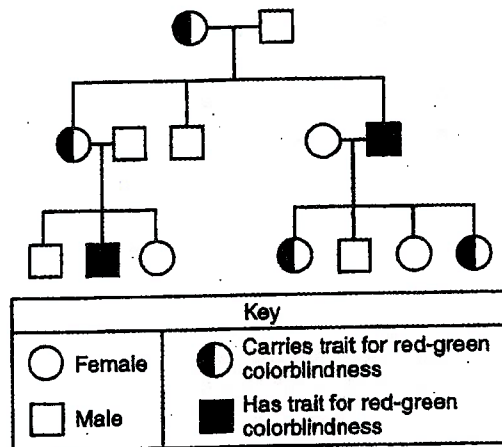 Key
Female
Carries trait for red-green
colorblindness
Male
Has trait for red-green
colorblindness